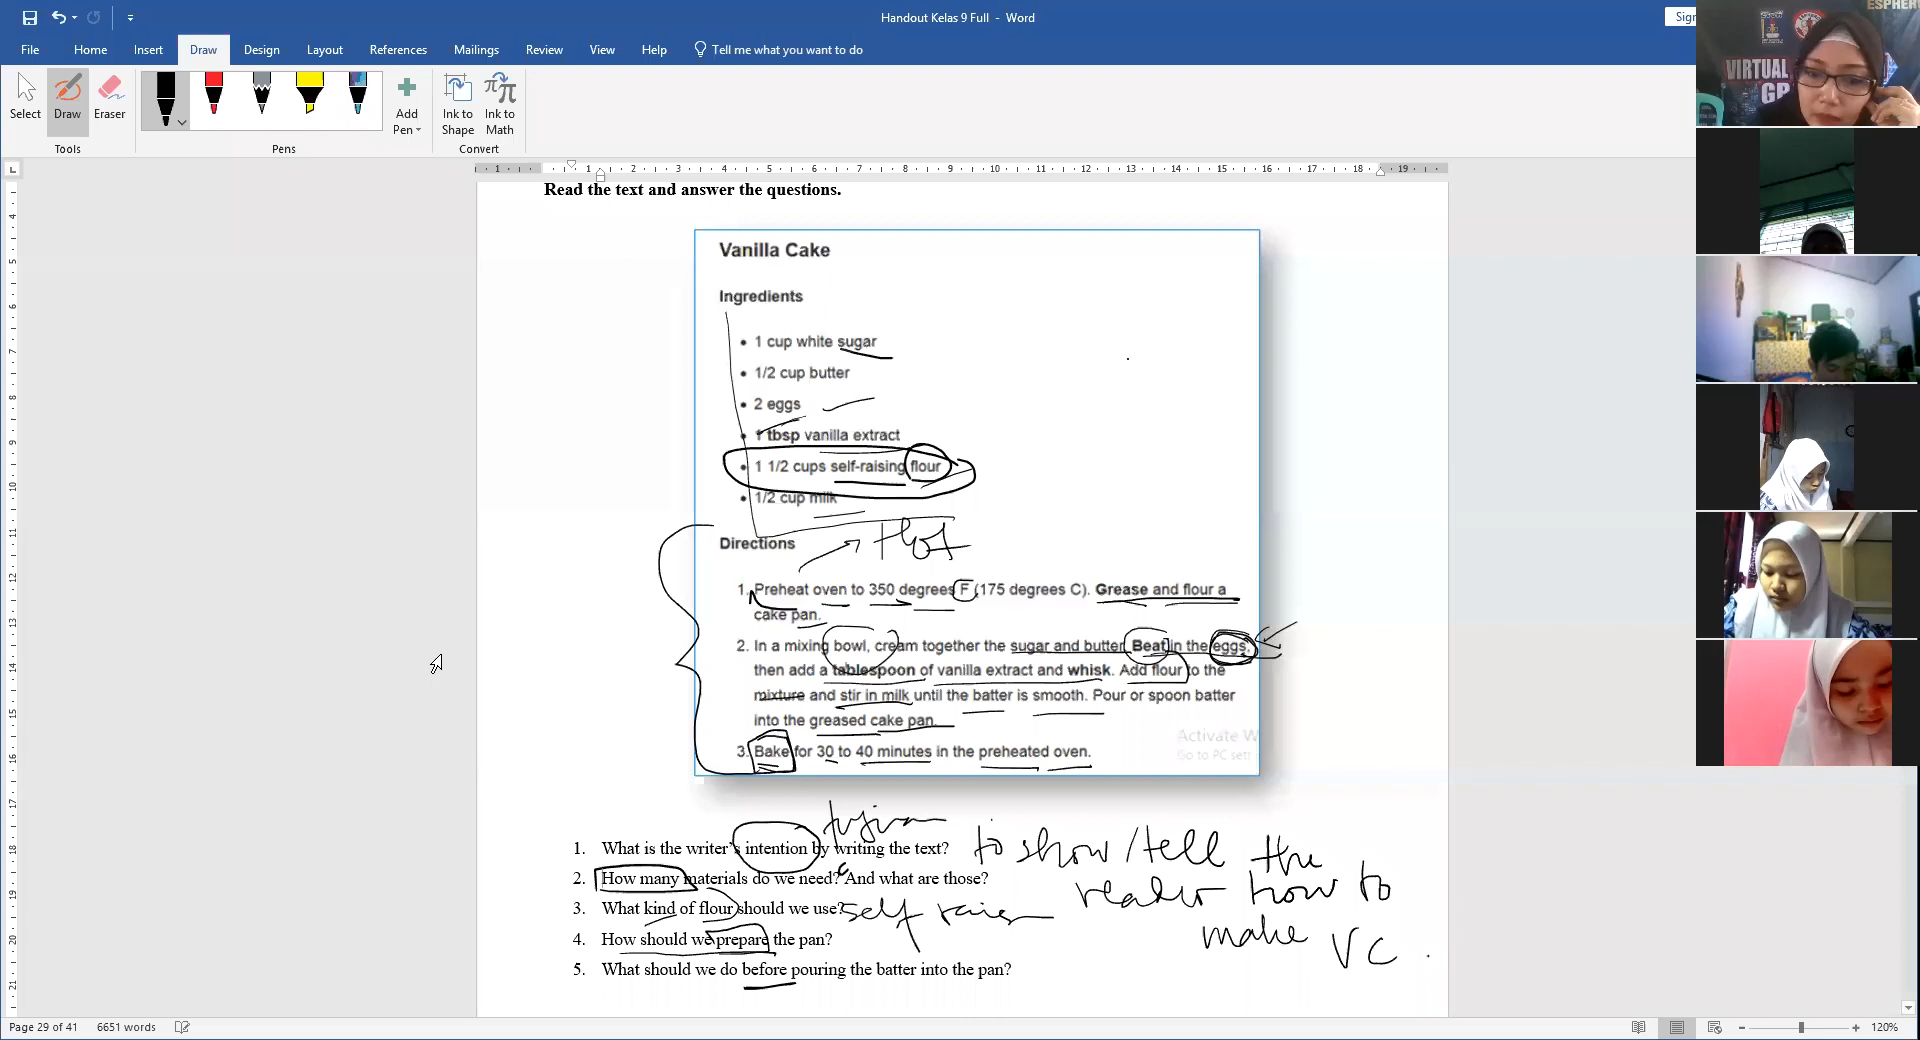 Handout Kelas 9 Full - Word
Sign
File Home Insert Draw Design Layout References Mailings Review View Help Tell me what you want to do
Select Draw Eraser Add Pen Ink to Shape Ink to Math
Tools Pens Convert
ESPHER
VIRTUAL
Read the text and answer the questions.
Vanilla Cake
Ingredients
• 1 cup white sugar
• 1/2 cup butter
• 2 eggs
• 1 tbsp vanilla extract
• 1 1/2 cups self-raising flour
• 1/2 cup milk
Hot
Directions
1. Preheat oven to 350 degrees F (175 degrees C). Grease and flour a
cake pan.
2. In a mixing bowl, cream together the sugar and butter. Beat in the eggs,
then add a tablespoon of vanilla extract and whisk. Add flour to the
mixture and stir in milk until the batter is smooth. Pour or spoon batter
into the greased cake pan.
3. Bake for 30 to 40 minutes in the preheated oven.
Activate W
Go to PC sett
tujuan
1. What is the writer's intention by writing the text? to show/tell the
reader how to
make VC.
2. How many materials do we need? And what are those?
3. What kind of flour should we use? self
4. How should we prepare the pan?
5. What should we do before pouring the batter into the pan?
Page 29 of 41 6651 words 120%